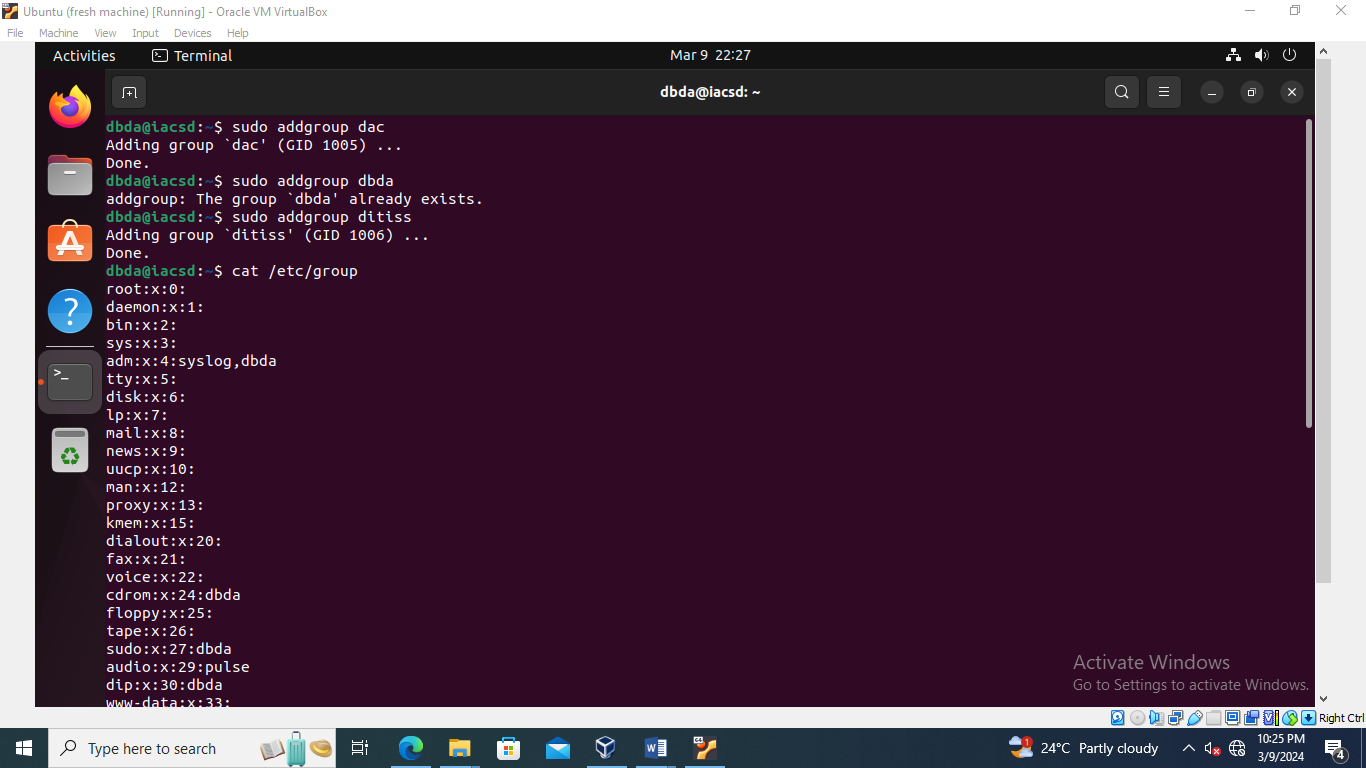 Ubuntu (fresh machine) [Running] - Oracle VM VirtualBox
File Machine View Input Devices Help
Activities Terminal Mar 9 22:27
dbda@iacsd: ~
dbda@iacsd:~$ sudo addgroup dac
Adding group `dac' (GID 1005) ...
Done.
dbda@iacsd:~$ sudo addgroup dbda
addgroup: The group `dbda' already exists.
dbda@iacsd:~$ sudo addgroup ditiss
Adding group `ditiss' (GID 1006) ...
Done.
dbda@iacsd:~$ cat /etc/group
root:x:0:
daemon:x:1:
bin:x:2:
sys:x:3:
adm:x:4:syslog,dbda
tty:x:5:
disk:x:6:
lp:x:7:
mail:x:8:
news:x:9:
uucp:x:10:
man:x:12:
proxy:x:13:
kmem:x:15:
dialout:x:20:
fax:x:21:
voice:x:22:
cdrom:x:24:dbda
floppy:x:25:
tape:x:26:
sudo:x:27:dbda
audio:x:29:pulse
dip:x:30:dbda
www-data:x:33:
Activate Windows
Go to Settings to activate Windows.
Right Ctrl
Type here to search
1
24°C Partly cloudy
10:25 PM
3/9/2024
4